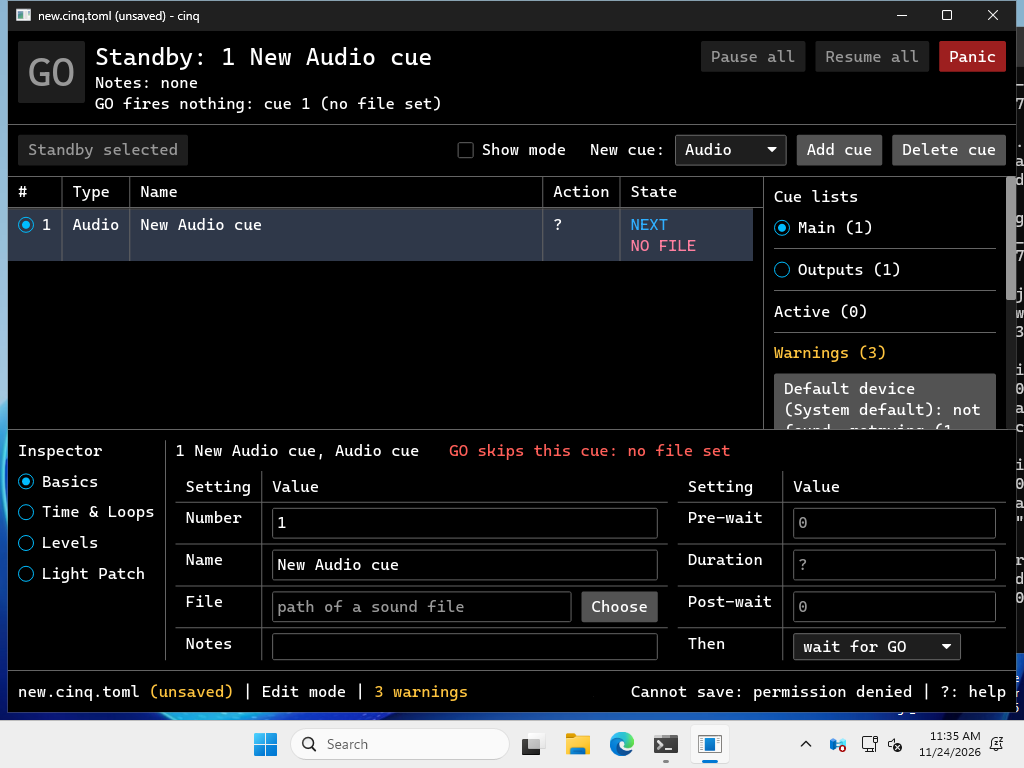 new.cinq.toml (unsaved) - cinq
GO
Standby: 1 New Audio cue
Notes: none
GO fires nothing: cue 1 (no file set)
Pause all
Resume all
Panic
Standby selected
Show mode
New cue:
Audio
Add cue
Delete cue
# Type Name Action State
1 Audio New Audio cue ? NEXT
NO FILE
Cue lists
Main (1)
Outputs (1)
Active (0)
Warnings (3)
Default device
(System default): not
found, retrying (1
Inspector
Basics
Time & Loops
Levels
Light Patch
1 New Audio cue, Audio cue GO skips this cue: no file set
Setting Value
Number 1
Name New Audio cue
File path of a sound file Choose
Notes
Setting Value
Pre-wait 0
Duration ?
Post-wait 0
Then wait for GO
new.cinq.toml (unsaved) | Edit mode | 3 warnings
Cannot save: permission denied | ?: help
Search
11:35 AM
11/24/2026